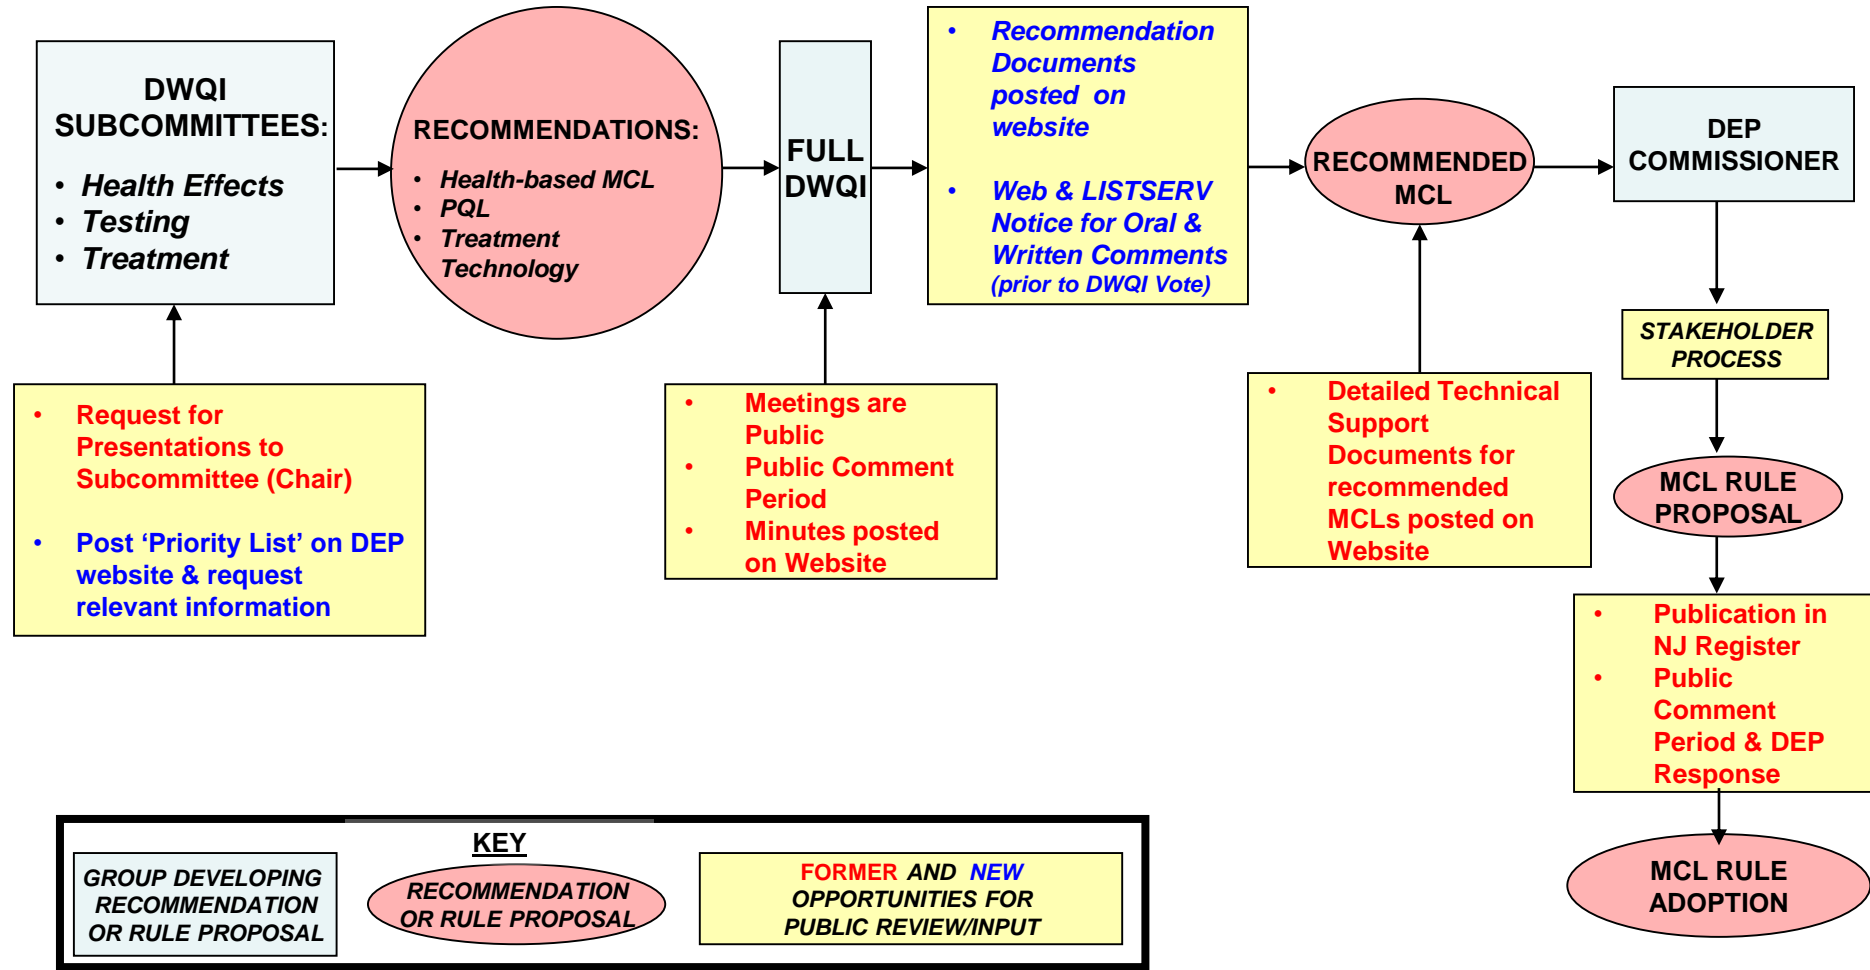 DWQI
SUBCOMMITTEES:
• Health Effects
• Testing
• Treatment
RECOMMENDATIONS:
• Health-based MCL
• PQL
• Treatment
Technology
FULL
DWQI
• Recommendation
Documents
posted on
website
• Web & LISTSERV
Notice for Oral &
Written Comments
(prior to DWQI Vote)
RECOMMENDED
MCL
DEP
COMMISSIONER
• Request for
Presentations to
Subcommittee (Chair)
• Post ‘Priority List’ on DEP
website & request
relevant information
• Meetings are
Public
• Public Comment
Period
• Minutes posted
on Website
• Detailed Technical
Support
Documents for
recommended
MCLs posted on
Website
STAKEHOLDER
PROCESS
MCL RULE
PROPOSAL
• Publication in
NJ Register
• Public
Comment
Period & DEP
Response
MCL RULE
ADOPTION
KEY
GROUP DEVELOPING
RECOMMENDATION
OR RULE PROPOSAL
RECOMMENDATION
OR RULE PROPOSAL
FORMER AND NEW
OPPORTUNITIES FOR
PUBLIC REVIEW/INPUT